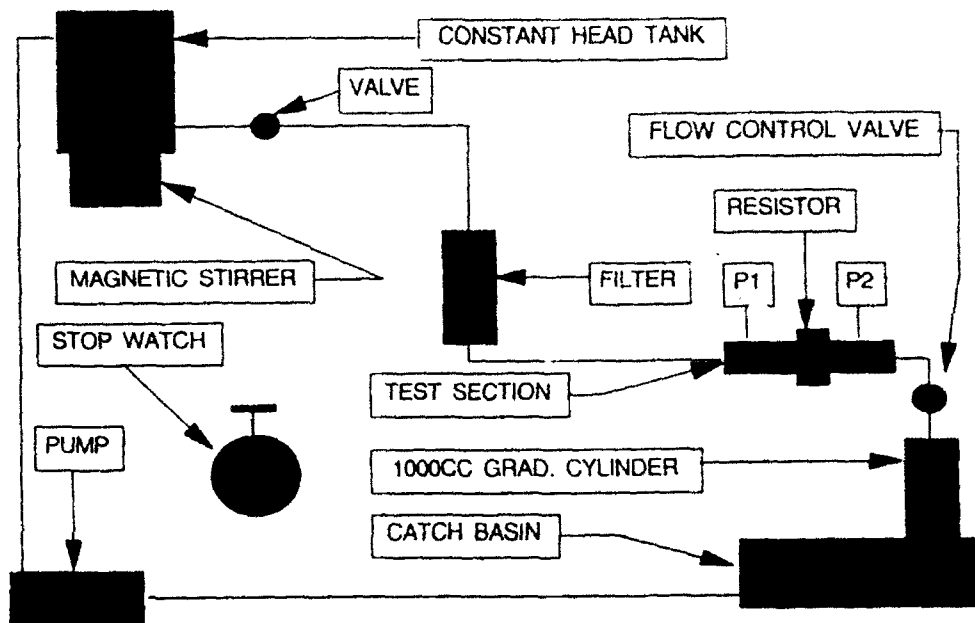 CONSTANT HEAD TANK
VALVE
FLOW CONTROL VALVE
RESISTOR
MAGNETIC STIRRER
FILTER
P1
P2
STOP WATCH
TEST SECTION
PUMP
1000CC GRAD. CYLINDER
CATCH BASIN